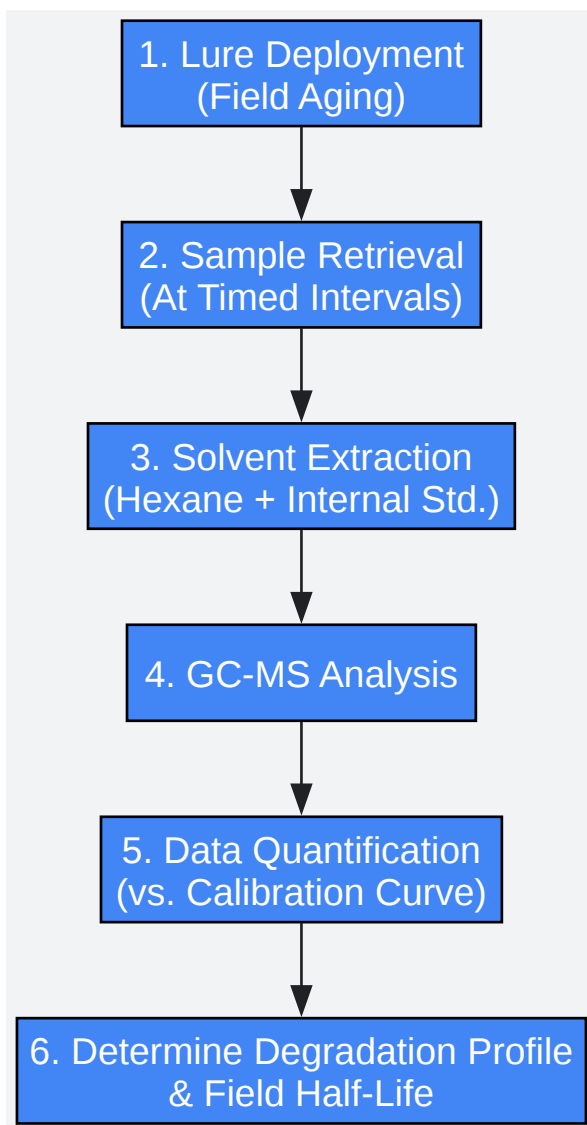 1. Lure Deployment
(Field Aging)
2. Sample Retrieval
(At Timed Intervals)
3. Solvent Extraction
(Hexane + Internal Std.)
4. GC-MS Analysis
5. Data Quantification
(vs. Calibration Curve)
6. Determine Degradation Profile
& Field Half-Life